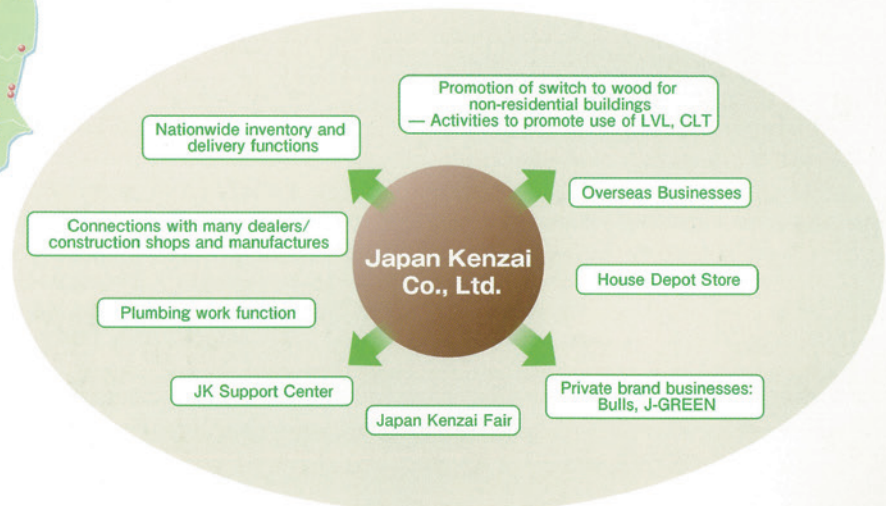 Promotion of switch to wood for
non-residential buildings
— Activities to promote use of LVL, CLT
Nationwide inventory and
delivery functions
Overseas Businesses
Connections with many dealers/
construction shops and manufactures
Japan Kenzai
Co., Ltd.
House Depot Store
Plumbing work function
JK Support Center
Private brand businesses:
Bulls, J-GREEN
Japan Kenzai Fair